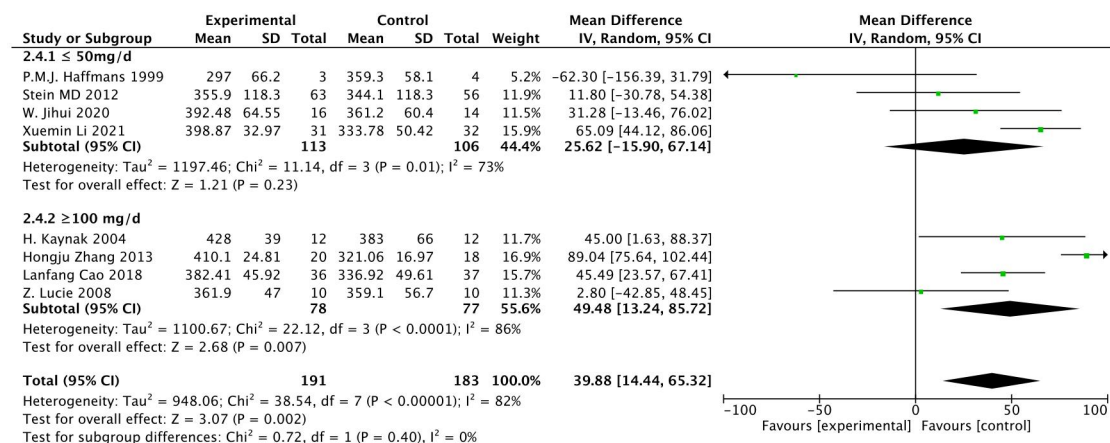 Experimental Control Mean Difference Mean Difference
Study or Subgroup Mean SD Total Mean SD Total Weight IV, Random, 95% CI IV, Random, 95% CI
2.4.1 ≤ 50mg/d
P.M.J. Haffmans 1999 297 66.2 3 359.3 58.1 4 5.2% -62.30 [-156.39, 31.79]
Stein MD 2012 355.9 118.3 63 344.1 118.3 56 11.9% 11.80 [-30.78, 54.38]
W. Jihui 2020 392.48 64.55 16 361.2 60.4 14 11.5% 31.28 [-13.46, 76.02]
Xuemin Li 2021 398.87 32.97 31 333.78 50.42 32 15.9% 65.09 [44.12, 86.06]
Subtotal (95% CI) 113 106 44.4% 25.62 [-15.90, 67.14]
Heterogeneity: Tau² = 1197.46; Chi² = 11.14, df = 3 (P = 0.01); I² = 73%
Test for overall effect: Z = 1.21 (P = 0.23)
2.4.2 ≥100 mg/d
H. Kaynak 2004 428 39 12 383 66 12 11.7% 45.00 [1.63, 88.37]
Hongju Zhang 2013 410.1 24.81 20 321.06 16.97 18 16.9% 89.04 [75.64, 102.44]
Lanfang Cao 2018 382.41 45.92 36 336.92 49.61 37 15.7% 45.49 [23.57, 67.41]
Z. Lucie 2008 361.9 47 10 359.1 56.7 10 11.3% 2.80 [-42.85, 48.45]
Subtotal (95% CI) 78 77 55.6% 49.48 [13.24, 85.72]
Heterogeneity: Tau² = 1100.67; Chi² = 22.12, df = 3 (P < 0.0001); I² = 86%
Test for overall effect: Z = 2.68 (P = 0.007)
Total (95% CI) 191 183 100.0% 39.88 [14.44, 65.32]
Heterogeneity: Tau² = 948.06; Chi² = 38.54, df = 7 (P < 0.00001); I² = 82%
Test for overall effect: Z = 3.07 (P = 0.002)
Test for subgroup differences: Chi² = 0.72, df = 1 (P = 0.40), I² = 0%
-100 -50 0 50 100
Favours [experimental] Favours [control]